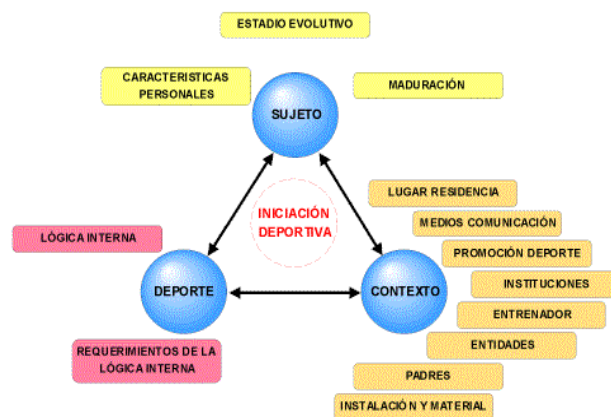 ESTADIO EVOLUTIVO
CARACTERISTICAS
PERSONALES
MADURACIÓN
SUJETO
LUGAR RESIDENCIA
INICIACIÓN
DEPORTIVA
MEDIOS COMUNICACIÓN
LÓGICA INTERNA
PROMOCIÓN DEPORTE
DEPORTE
CONTEXTO
INSTITUCIONES
ENTRENADOR
ENTIDADES
REQUERIMIENTOS DE LA
LÓGICA INTERNA
PADRES
INSTALACIÓN Y MATERIAL